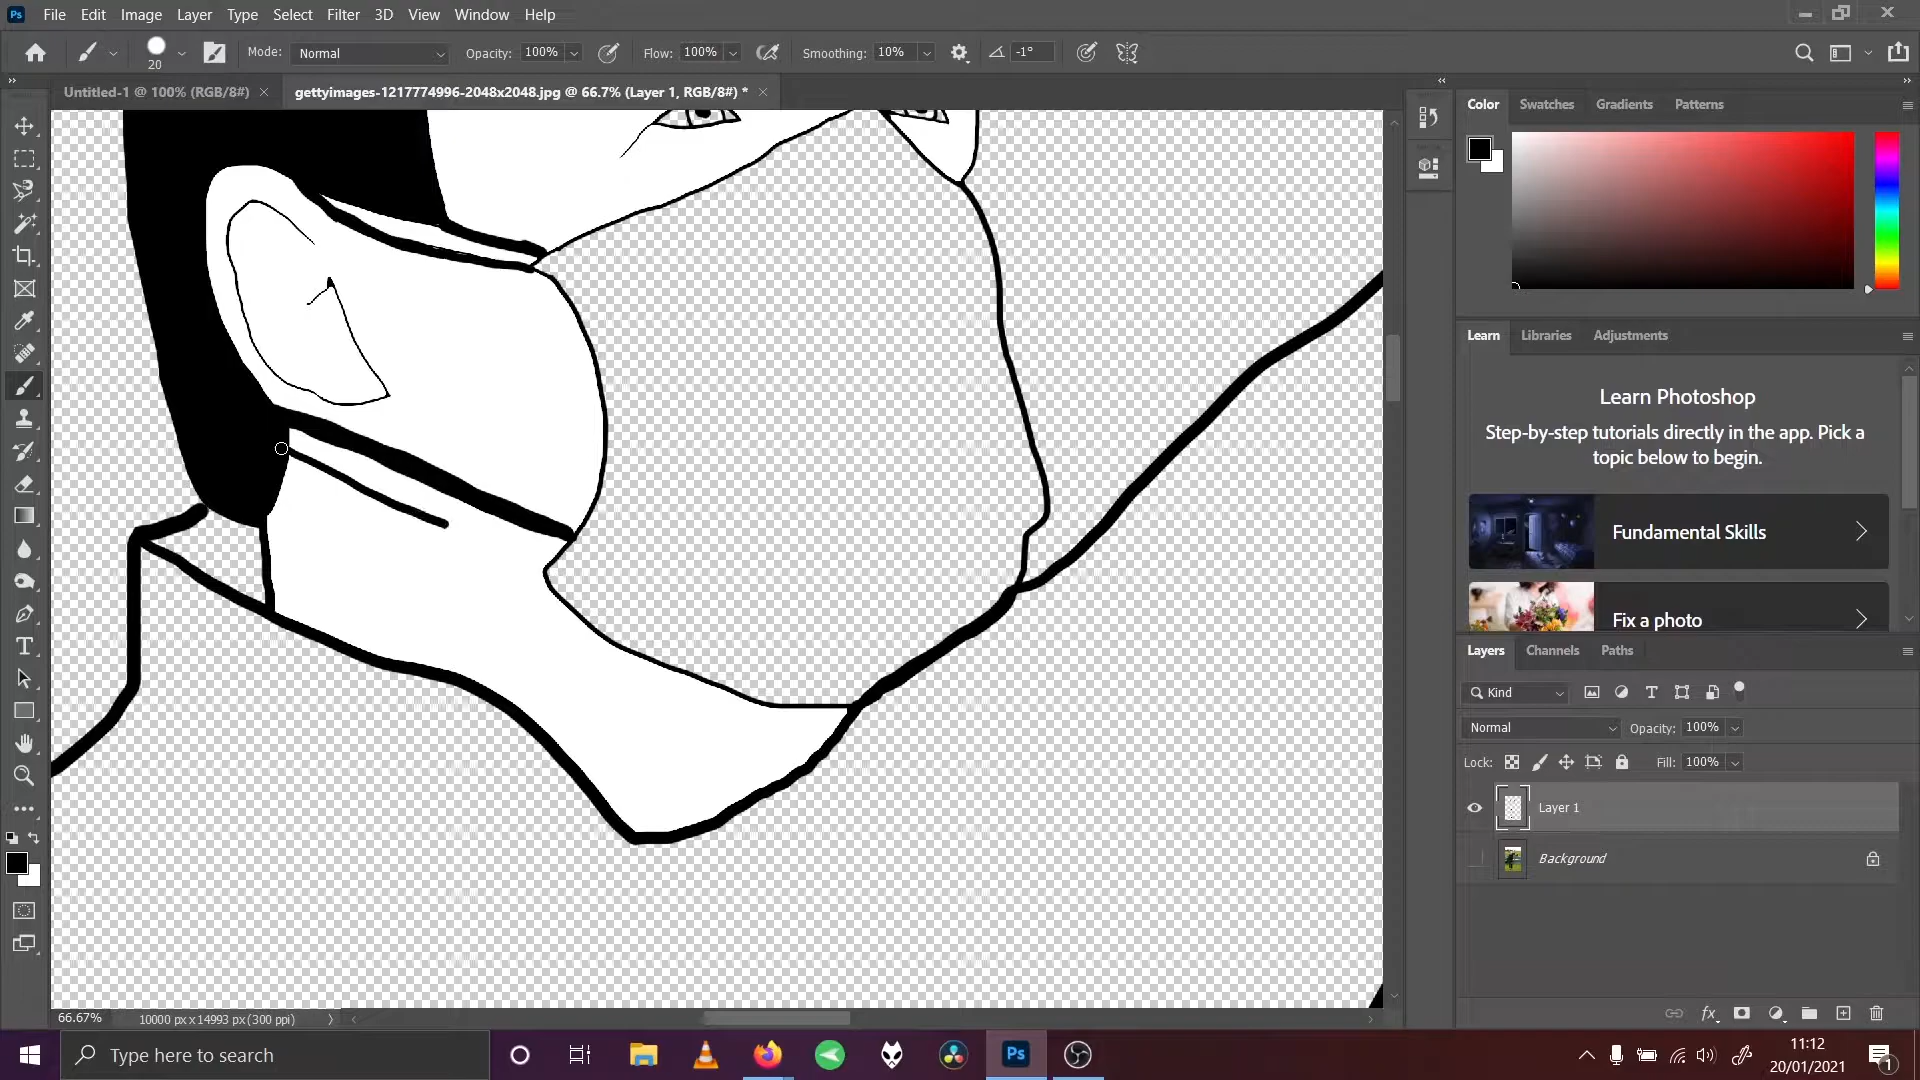 Ps File Edit Image Layer Type Select Filter 3D View Window Help
20 Mode: Normal Opacity: 100% Flow: 100% Smoothing: 10% -1°
Untitled-1 @ 100% (RGB/8#) gettyimages-1217774996-2048x2048.jpg @ 66.7% (Layer 1, RGB/8#) *
Color Swatches Gradients Patterns
Learn Libraries Adjustments
Learn Photoshop
Step-by-step tutorials directly in the app. Pick a
topic below to begin.
Fundamental Skills
Fix a photo
Layers Channels Paths
Kind
Normal Opacity: 100%
Lock: Fill: 100%
Layer 1
Background
66.67% 10000 px x 14993 px (300 ppi)
Type here to search
Ps
11:12
20/01/2021
1